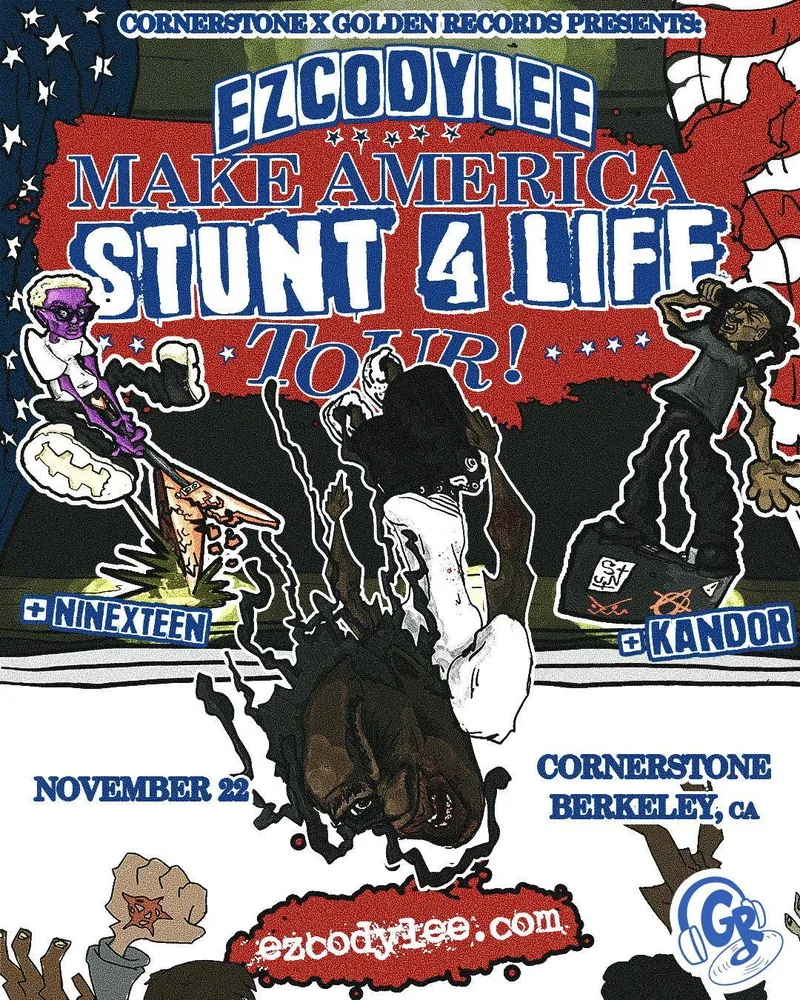 CORNERSTONE X GOLDEN RECORDS PRESENTS:
EZCODYLEE
MAKE AMERICA
STUNT 4 LIFE
TOUR!
+ NINEXTEEN
+ KANDOR
NOVEMBER 22
CORNERSTONE
BERKELEY, CA
ezcodylee.com
GR